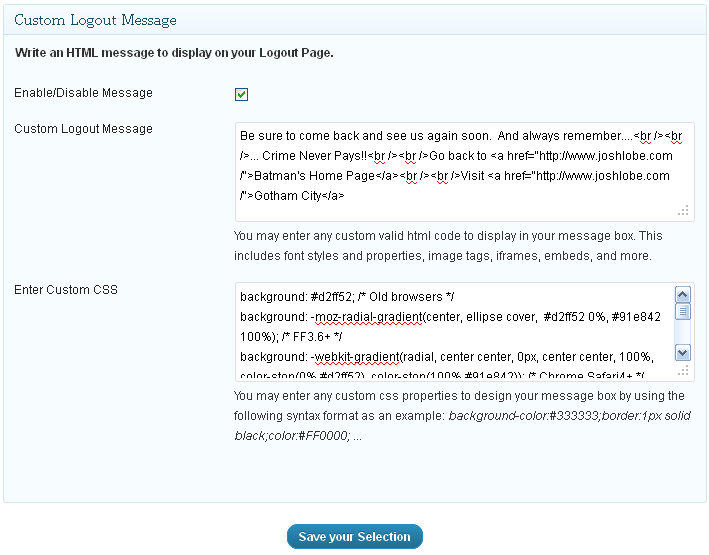 Custom Logout Message
Write an HTML message to display on your Logout Page.
Enable/Disable Message
Custom Logout Message
Be sure to come back and see us again soon.  And always remember....<br /><br
/>... Crime Never Pays!!<br /><br />Go back to <a href="http://www.joshlobe.com
/">Batman's Home Page</a><br /><br />Visit <a href="http://www.joshlobe.com
/">Gotham City</a>
You may enter any custom valid html code to display in your message box. This
includes font styles and properties, image tags, iframes, embeds, and more.
Enter Custom CSS
background: #d2ff52; /* Old browsers */
background: -moz-radial-gradient(center, ellipse cover,  #d2ff52 0%, #91e842
100%); /* FF3.6+ */
background: -webkit-gradient(radial, center center, 0px, center center, 100%,
color-stop(0%,#d2ff52), color-stop(100%,#91e842)); /* Chrome,Safari4+ */
You may enter any custom css properties to design your message box by using the
following syntax format as an example: background-color:#333333;border:1px solid
black;color:#FF0000; ...
Save your Selection